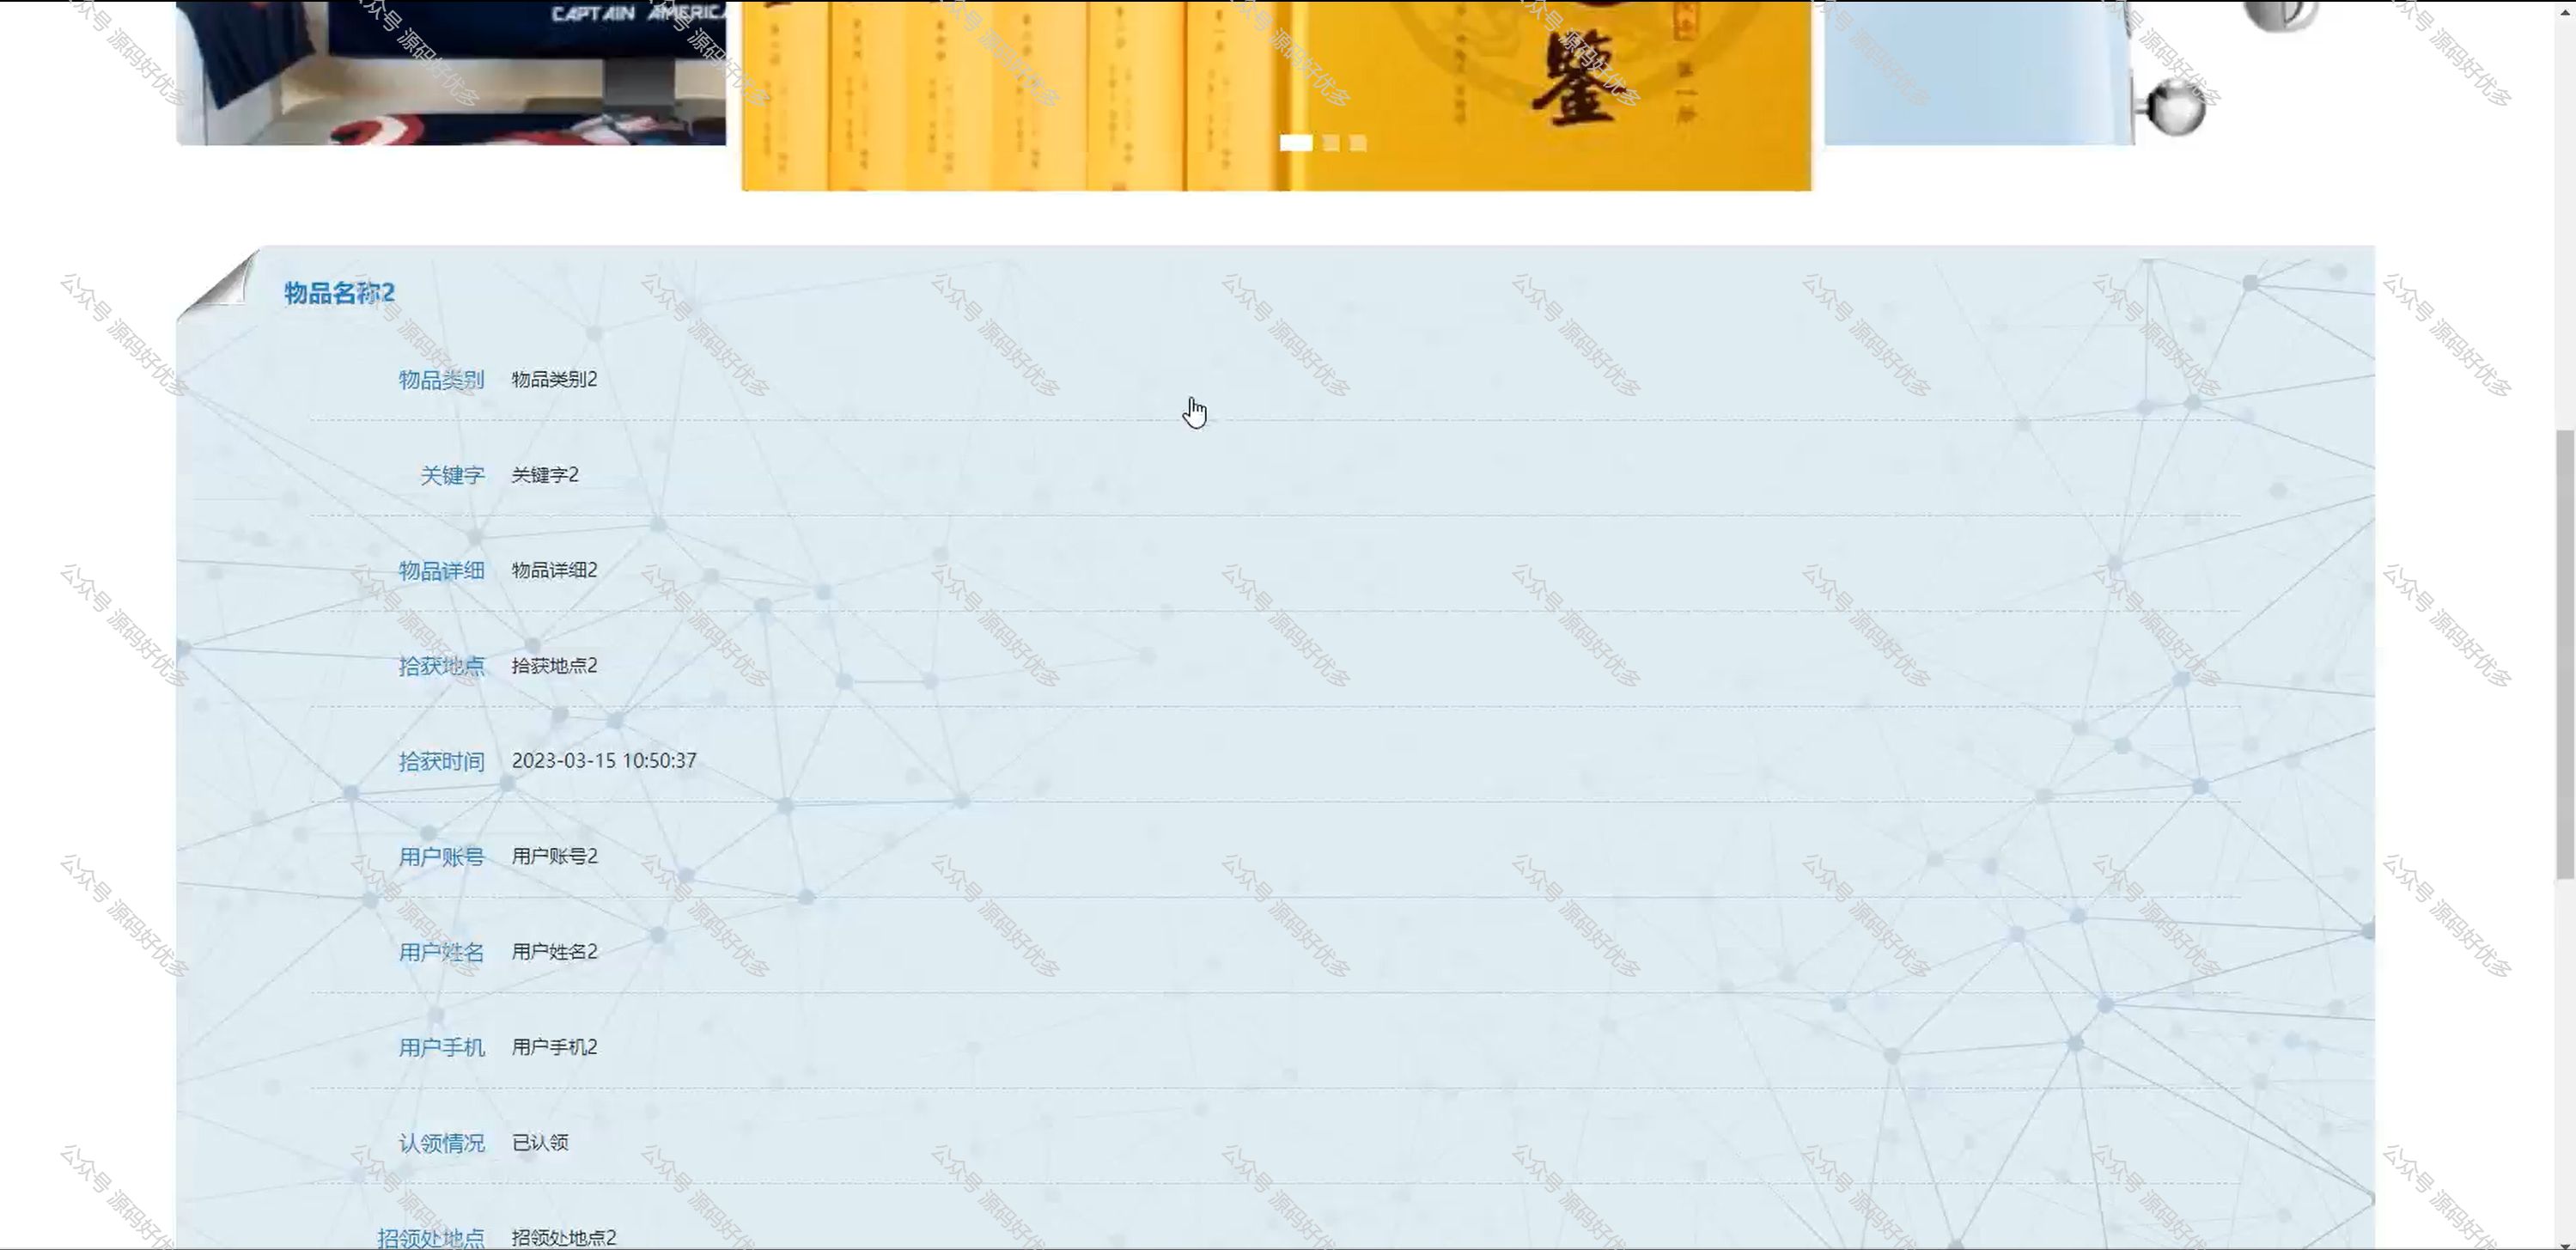 CAPTAIN AMERICA
鑒
物品名称2
物品类别 物品类别2
关键字 关键字2
物品详细 物品详细2
拾获地点 拾获地点2
拾获时间 2023-03-15 10:50:37
用户账号 用户账号2
用户姓名 用户姓名2
用户手机 用户手机2
认领情况 已认领
招领处地点 招领处地点2
公众号 源码好优多